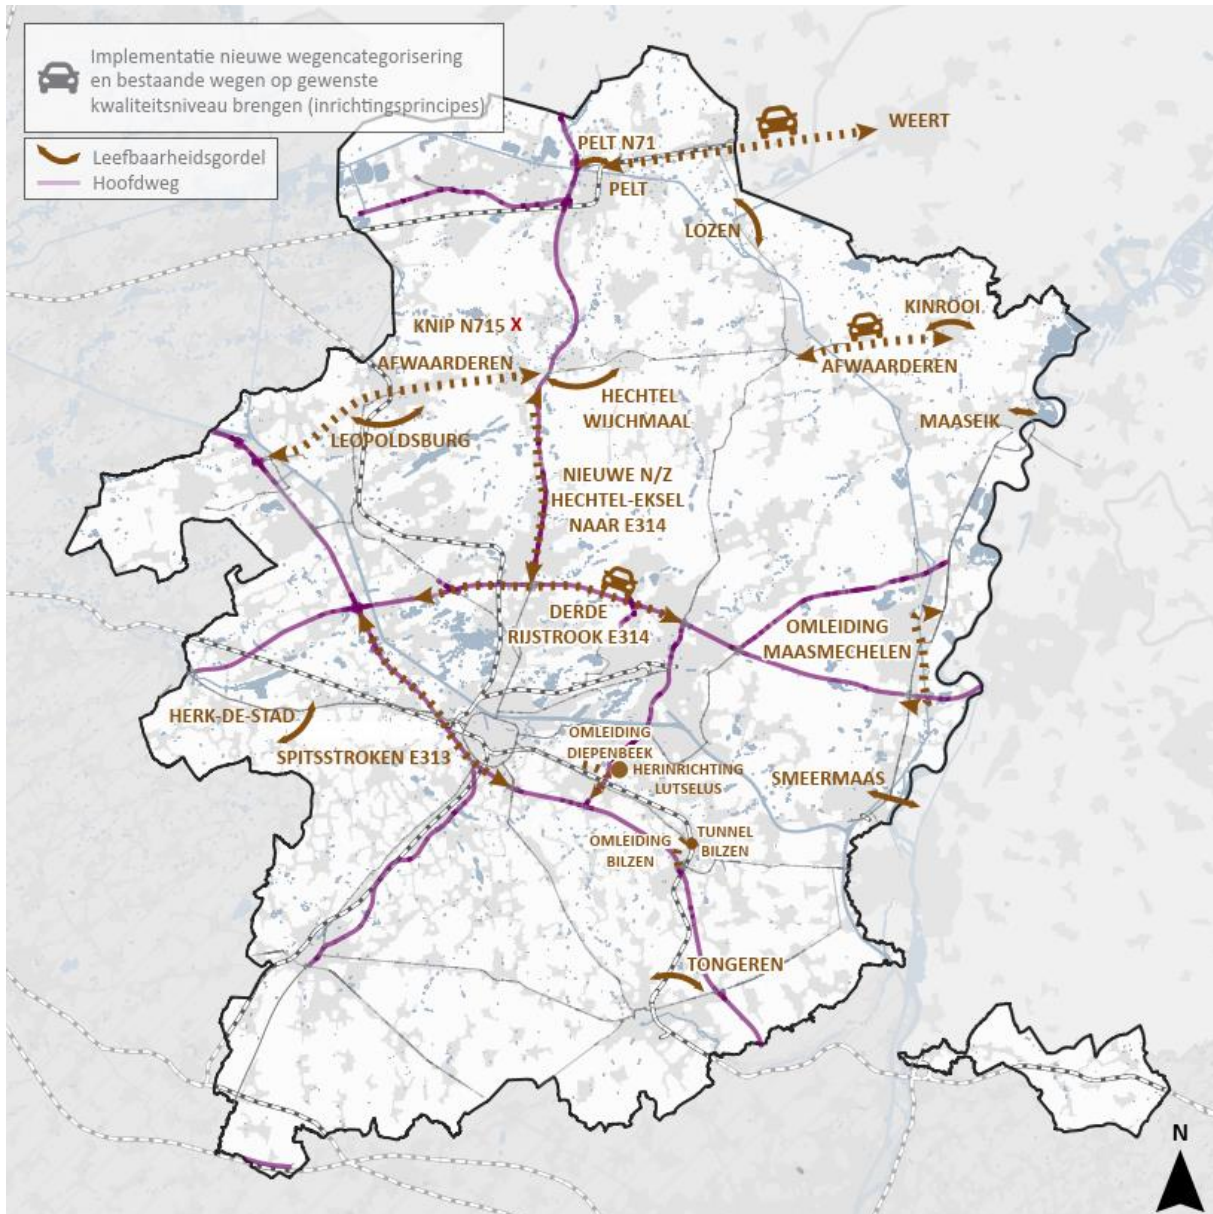 Implementatie nieuwe wegencategorisering
en bestaande wegen op gewenste
kwaliteitsniveau brengen (inrichtingsprincipes)
Leefbaarheidsgordel
Hoofdweg
PELT N71
WEERT
PELT
LOZEN
KINROOI
KNIP N715 X
AFWAARDEREN
AFWAARDEREN
HECHTEL
WIJCHMAAL
MAASEIK
LEOPOLDSBURG
NIEUWE N/Z
HECHTEL-EKSEL
NAAR E314
DERDE
RIJSTROOK E314
OMLEIDING
MAASMECHELEN
HERK-DE-STAD
SPITSSTROKEN E313
OMLEIDING
DIEPENBEEK
HERINRICHTING
LUTSELUS
SMEERMAAS
OMLEIDING
BILZEN
TUNNEL
BILZEN
TONGEREN
N